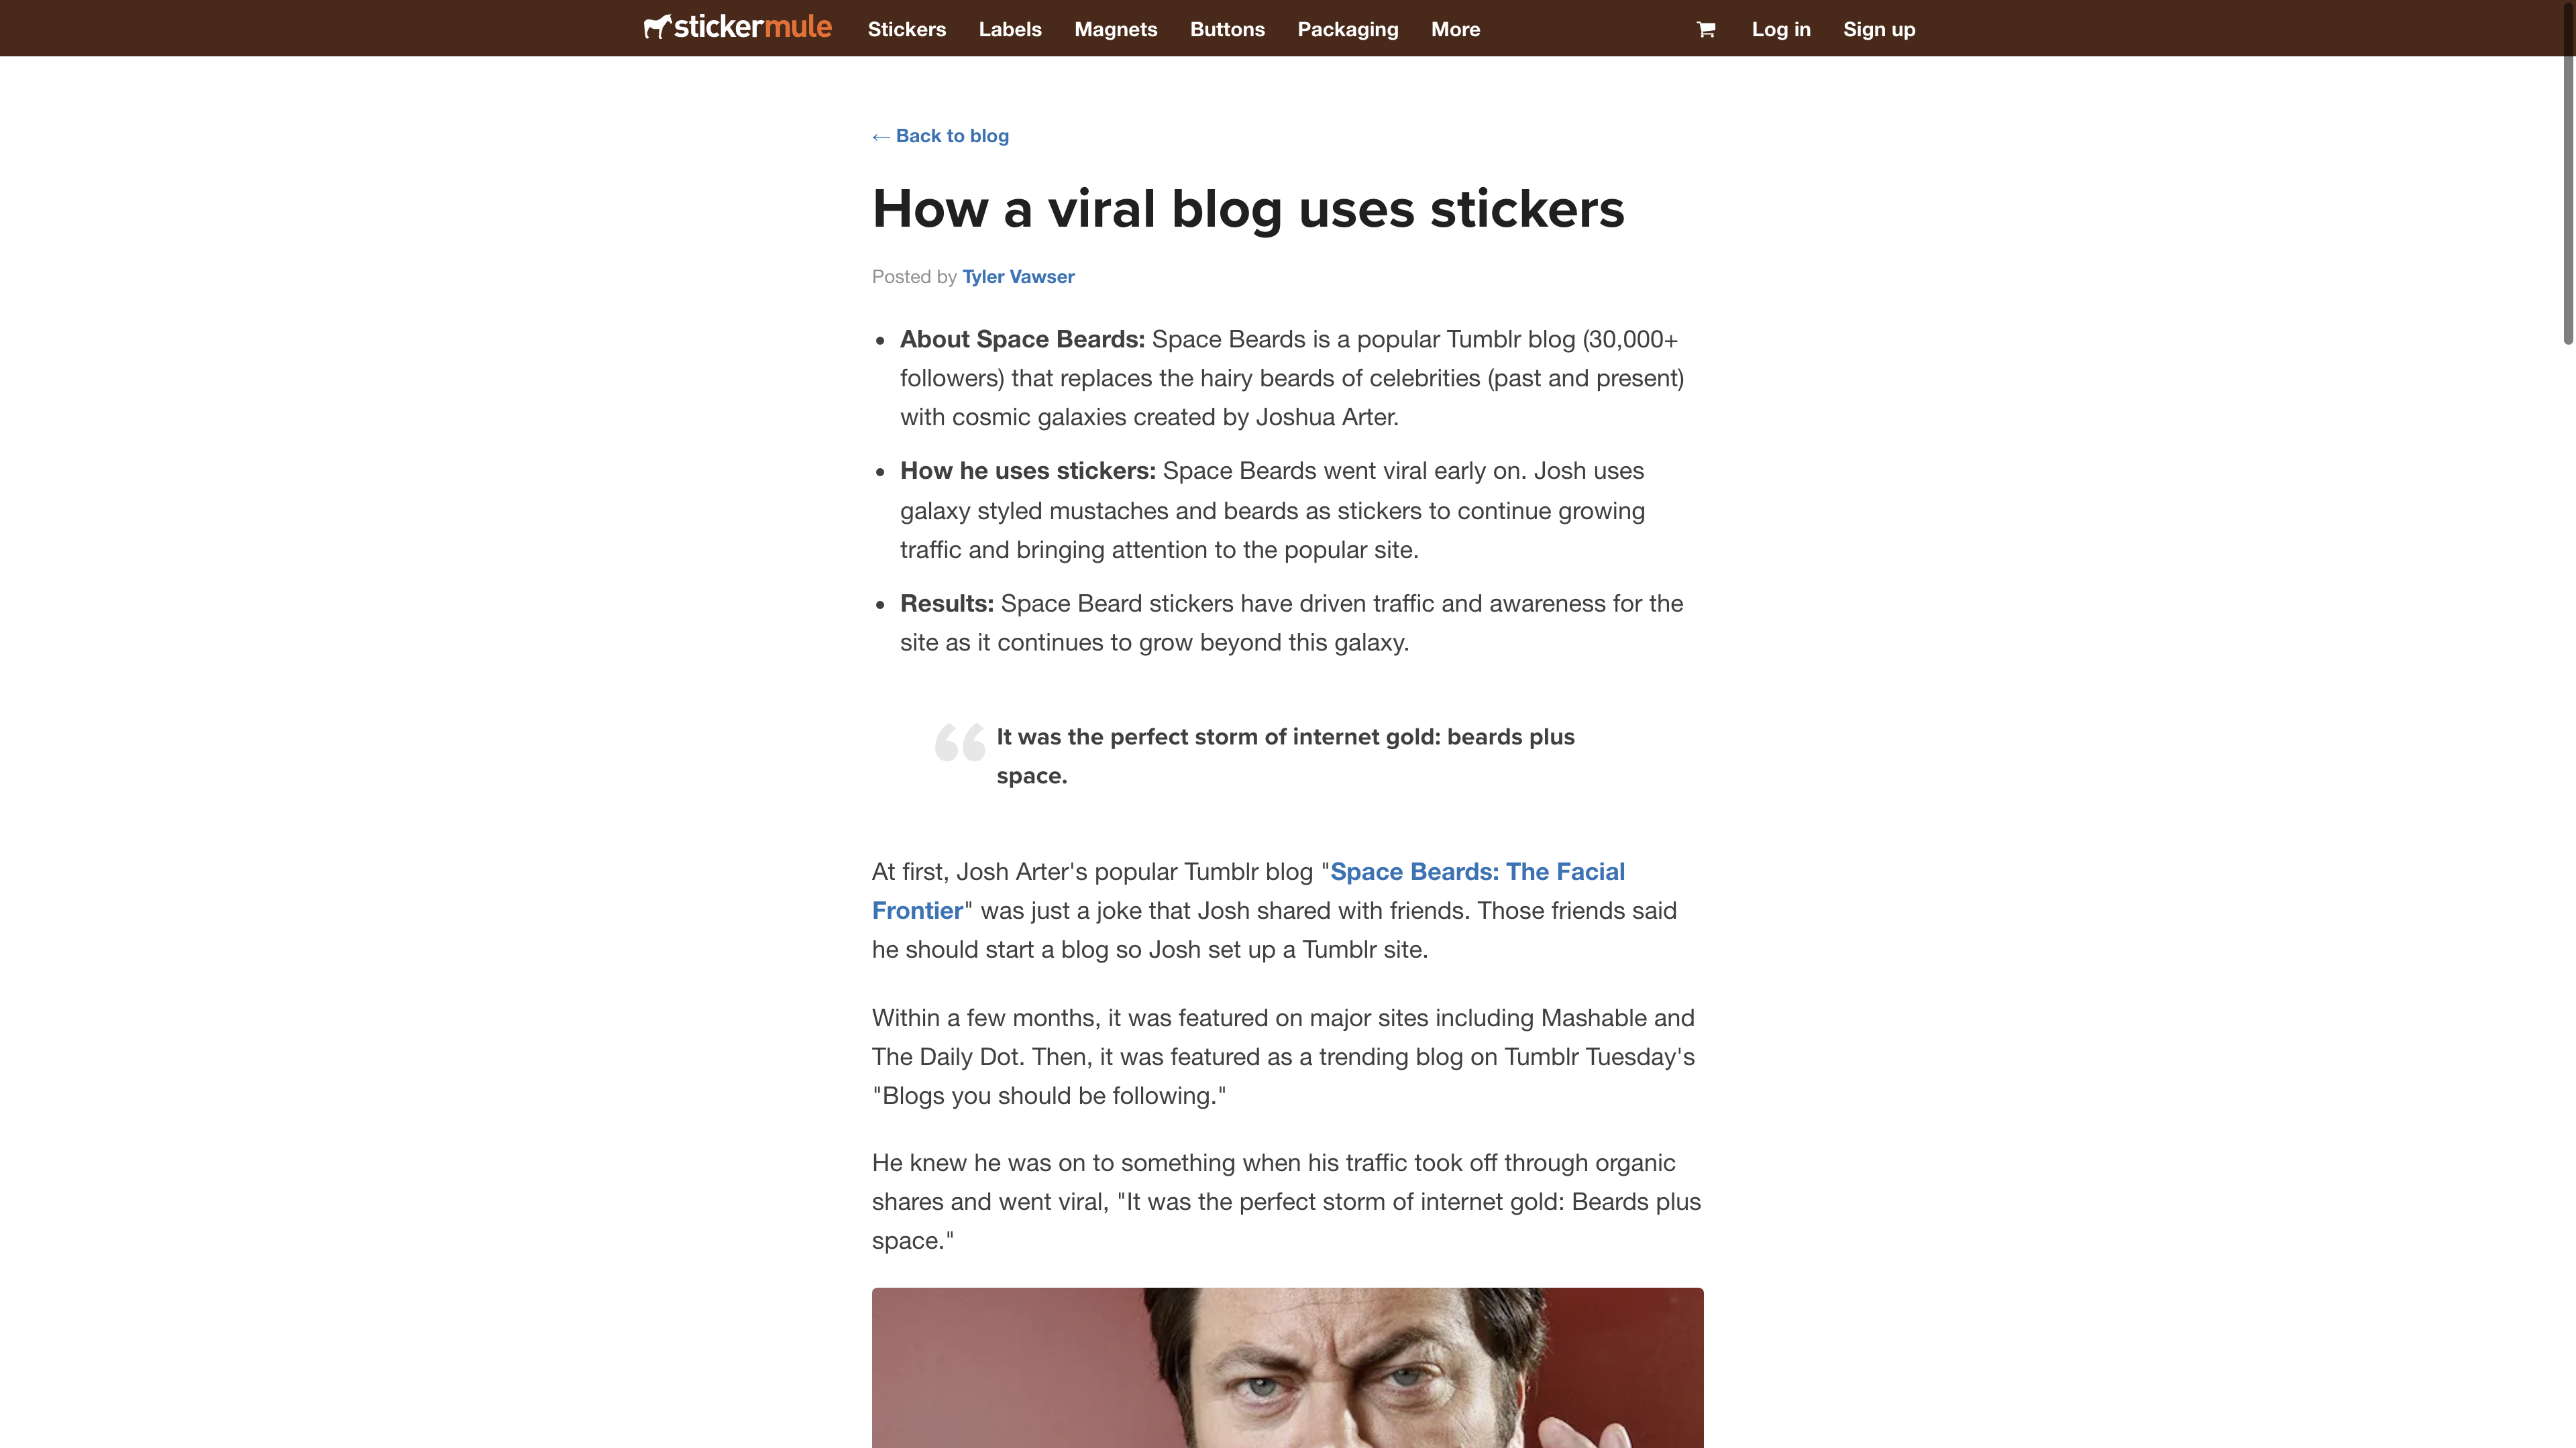 stickermule Stickers Labels Magnets Buttons Packaging More Log in Sign up
← Back to blog
How a viral blog uses stickers
Posted by Tyler Vawser
• About Space Beards: Space Beards is a popular Tumblr blog (30,000+
followers) that replaces the hairy beards of celebrities (past and present)
with cosmic galaxies created by Joshua Arter.
• How he uses stickers: Space Beards went viral early on. Josh uses
galaxy styled mustaches and beards as stickers to continue growing
traffic and bringing attention to the popular site.
• Results: Space Beard stickers have driven traffic and awareness for the
site as it continues to grow beyond this galaxy.
“ It was the perfect storm of internet gold: beards plus
space.
At first, Josh Arter's popular Tumblr blog "Space Beards: The Facial
Frontier" was just a joke that Josh shared with friends. Those friends said
he should start a blog so Josh set up a Tumblr site.
Within a few months, it was featured on major sites including Mashable and
The Daily Dot. Then, it was featured as a trending blog on Tumblr Tuesday's
"Blogs you should be following."
He knew he was on to something when his traffic took off through organic
shares and went viral, "It was the perfect storm of internet gold: Beards plus
space."